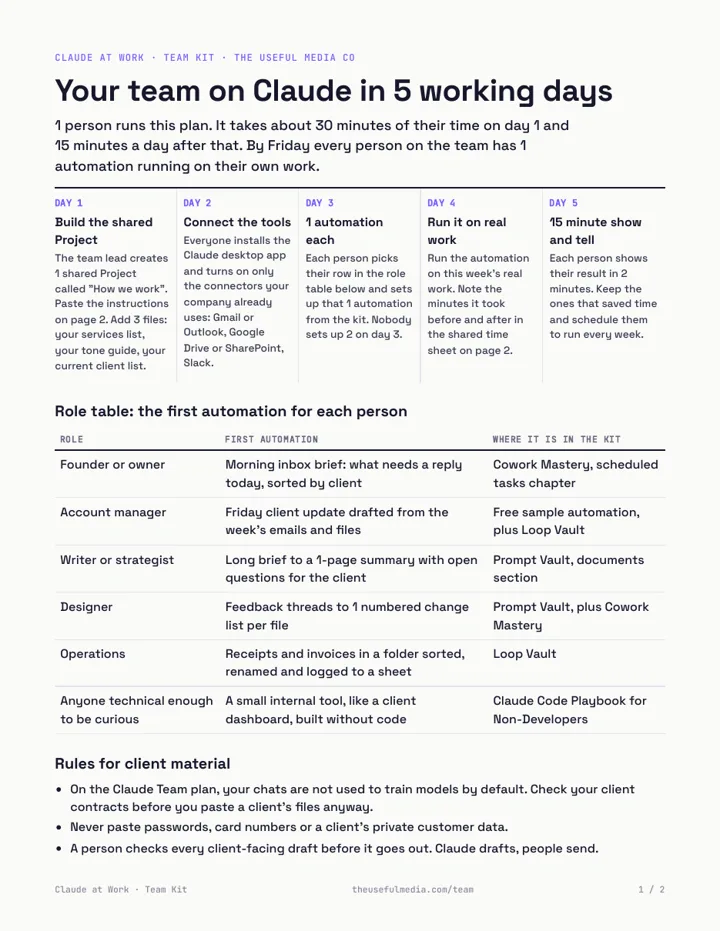 CLAUDE AT WORK · TEAM KIT · THE USEFUL MEDIA CO
Your team on Claude in 5 working days
1 person runs this plan. It takes about 30 minutes of their time on day 1 and
15 minutes a day after that. By Friday every person on the team has 1
automation running on their own work.
DAY 1
Build the shared
Project
The team lead creates
1 shared Project
called "How we work".
Paste the instructions
on page 2. Add 3 files:
your services list,
your tone guide, your
current client list.
DAY 2
Connect the tools
Everyone installs the
Claude desktop app
and turns on only
the connectors your
company already
uses: Gmail or
Outlook, Google
Drive or SharePoint,
Slack.
DAY 3
1 automation
each
Each person picks
their row in the role
table below and sets
up that 1 automation
from the kit. Nobody
sets up 2 on day 3.
DAY 4
Run it on real
work
Run the automation
on this week's real
work. Note the
minutes it took
before and after in
the shared time
sheet on page 2.
DAY 5
15 minute show
and tell
Each person shows
their result in 2
minutes. Keep the
ones that saved time
and schedule them
to run every week.
Role table: the first automation for each person
ROLE FIRST AUTOMATION WHERE IT IS IN THE KIT
Founder or owner Morning inbox brief: what needs a reply Cowork Mastery, scheduled
today, sorted by client tasks chapter
Account manager Friday client update drafted from the Free sample automation,
week's emails and files plus Loop Vault
Writer or strategist Long brief to a 1-page summary with open Prompt Vault, documents
questions for the client section
Designer Feedback threads to 1 numbered change Prompt Vault, plus Cowork
list per file Mastery
Operations Receipts and invoices in a folder sorted, Loop Vault
renamed and logged to a sheet
Anyone technical enough A small internal tool, like a client Claude Code Playbook for
to be curious dashboard, built without code Non-Developers
Rules for client material
• On the Claude Team plan, your chats are not used to train models by default. Check your client
contracts before you paste a client's files anyway.
• Never paste passwords, card numbers or a client's private customer data.
• A person checks every client-facing draft before it goes out. Claude drafts, people send.
Claude at Work · Team Kit theusefulmedia.com/team 1 / 2